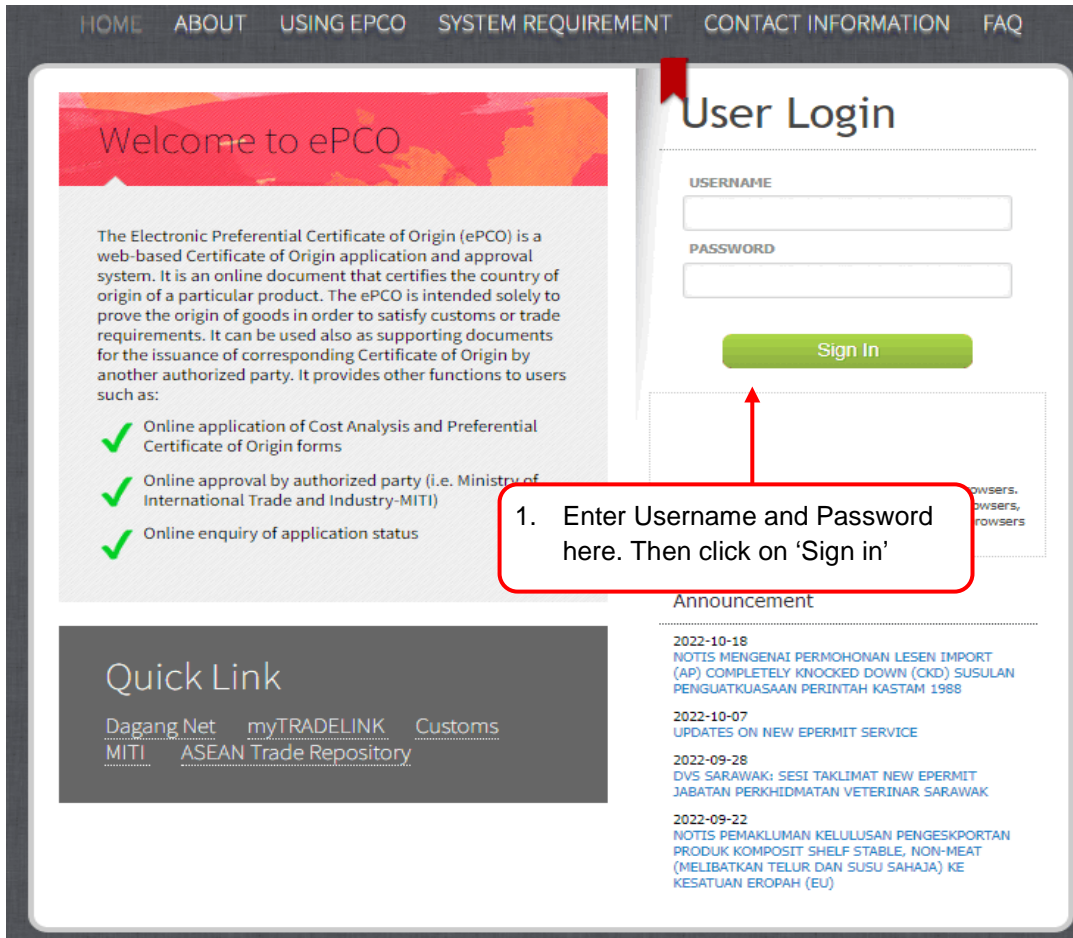 HOME ABOUT USING EPCO SYSTEM REQUIREMENT CONTACT INFORMATION FAQ
Welcome to ePCO
The Electronic Preferential Certificate of Origin (ePCO) is a
web-based Certificate of Origin application and approval
system. It is an online document that certifies the country of
origin of a particular product. The ePCO is intended solely to
prove the origin of goods in order to satisfy customs or trade
requirements. It can be used also as supporting documents
for the issuance of corresponding Certificate of Origin by
another authorized party. It provides other functions to users
such as:
Online application of Cost Analysis and Preferential
Certificate of Origin forms
Online approval by authorized party (i.e. Ministry of
International Trade and Industry-MITI)
Online enquiry of application status
Quick Link
Dagang Net myTRADELINK Customs
MITI ASEAN Trade Repository
User Login
USERNAME
PASSWORD
Sign In
1. Enter Username and Password
here. Then click on ‘Sign in’
Announcement
2022-10-18
NOTIS MENGENAI PERMOHONAN LESEN IMPORT
(AP) COMPLETELY KNOCKED DOWN (CKD) SUSULAN
PENGUATKUASAAN PERINTAH KASTAM 1988
2022-10-07
UPDATES ON NEW EPERMIT SERVICE
2022-09-28
DVS SARAWAK: SESI TAKLIMAT NEW EPERMIT
JABATAN PERKHIDMATAN VETERINAR SARAWAK
2022-09-22
NOTIS PEMAKLUMAN KELULUSAN PENGESKPORTAN
PRODUK KOMPOSIT SHELF STABLE, NON-MEAT
(MELIBATKAN TELUR DAN SUSU SAHAJA) KE
KESATUAN EROPAH (EU)